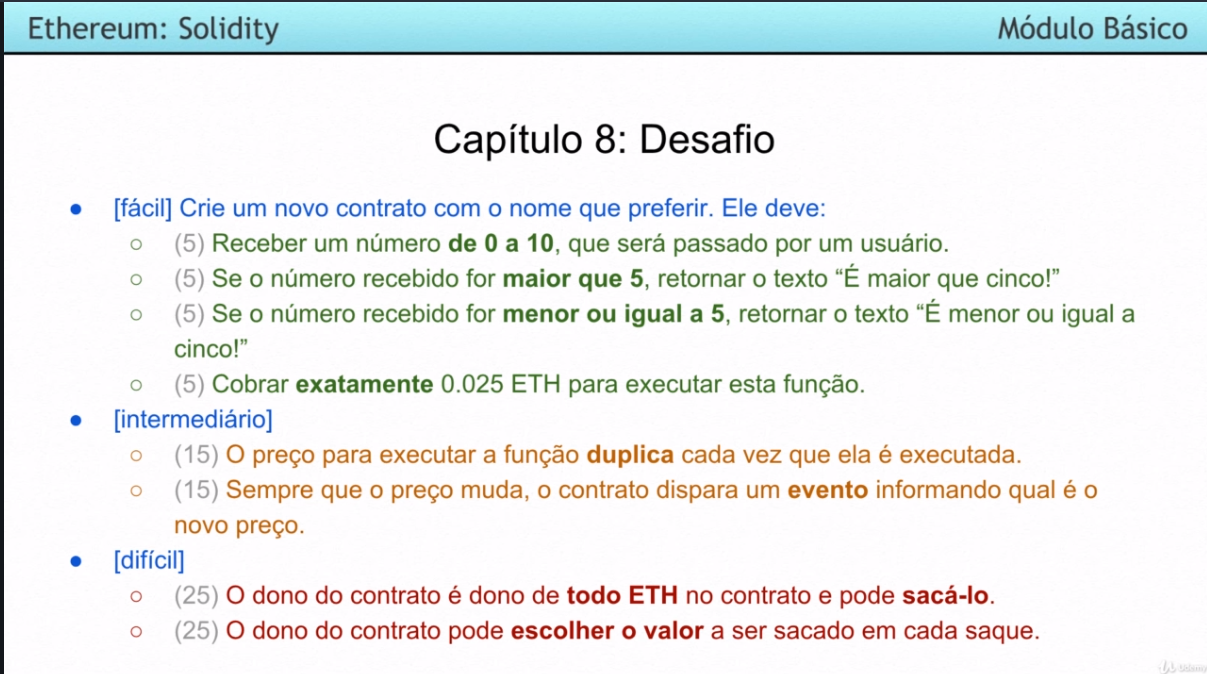 Ethereum: Solidity
Módulo Básico
Capítulo 8: Desafio
● [fácil] Crie um novo contrato com o nome que preferir. Ele deve:
○ (5) Receber um número de 0 a 10, que será passado por um usuário.
○ (5) Se o número recebido for maior que 5, retornar o texto “É maior que cinco!”
○ (5) Se o número recebido for menor ou igual a 5, retornar o texto “É menor ou igual a
cinco!”
○ (5) Cobrar exatamente 0.025 ETH para executar esta função.
● [intermediário]
○ (15) O preço para executar a função duplica cada vez que ela é executada.
○ (15) Sempre que o preço muda, o contrato dispara um evento informando qual é o
novo preço.
● [difícil]
○ (25) O dono do contrato é dono de todo ETH no contrato e pode sacá-lo.
○ (25) O dono do contrato pode escolher o valor a ser sacado em cada saque.
Udemy